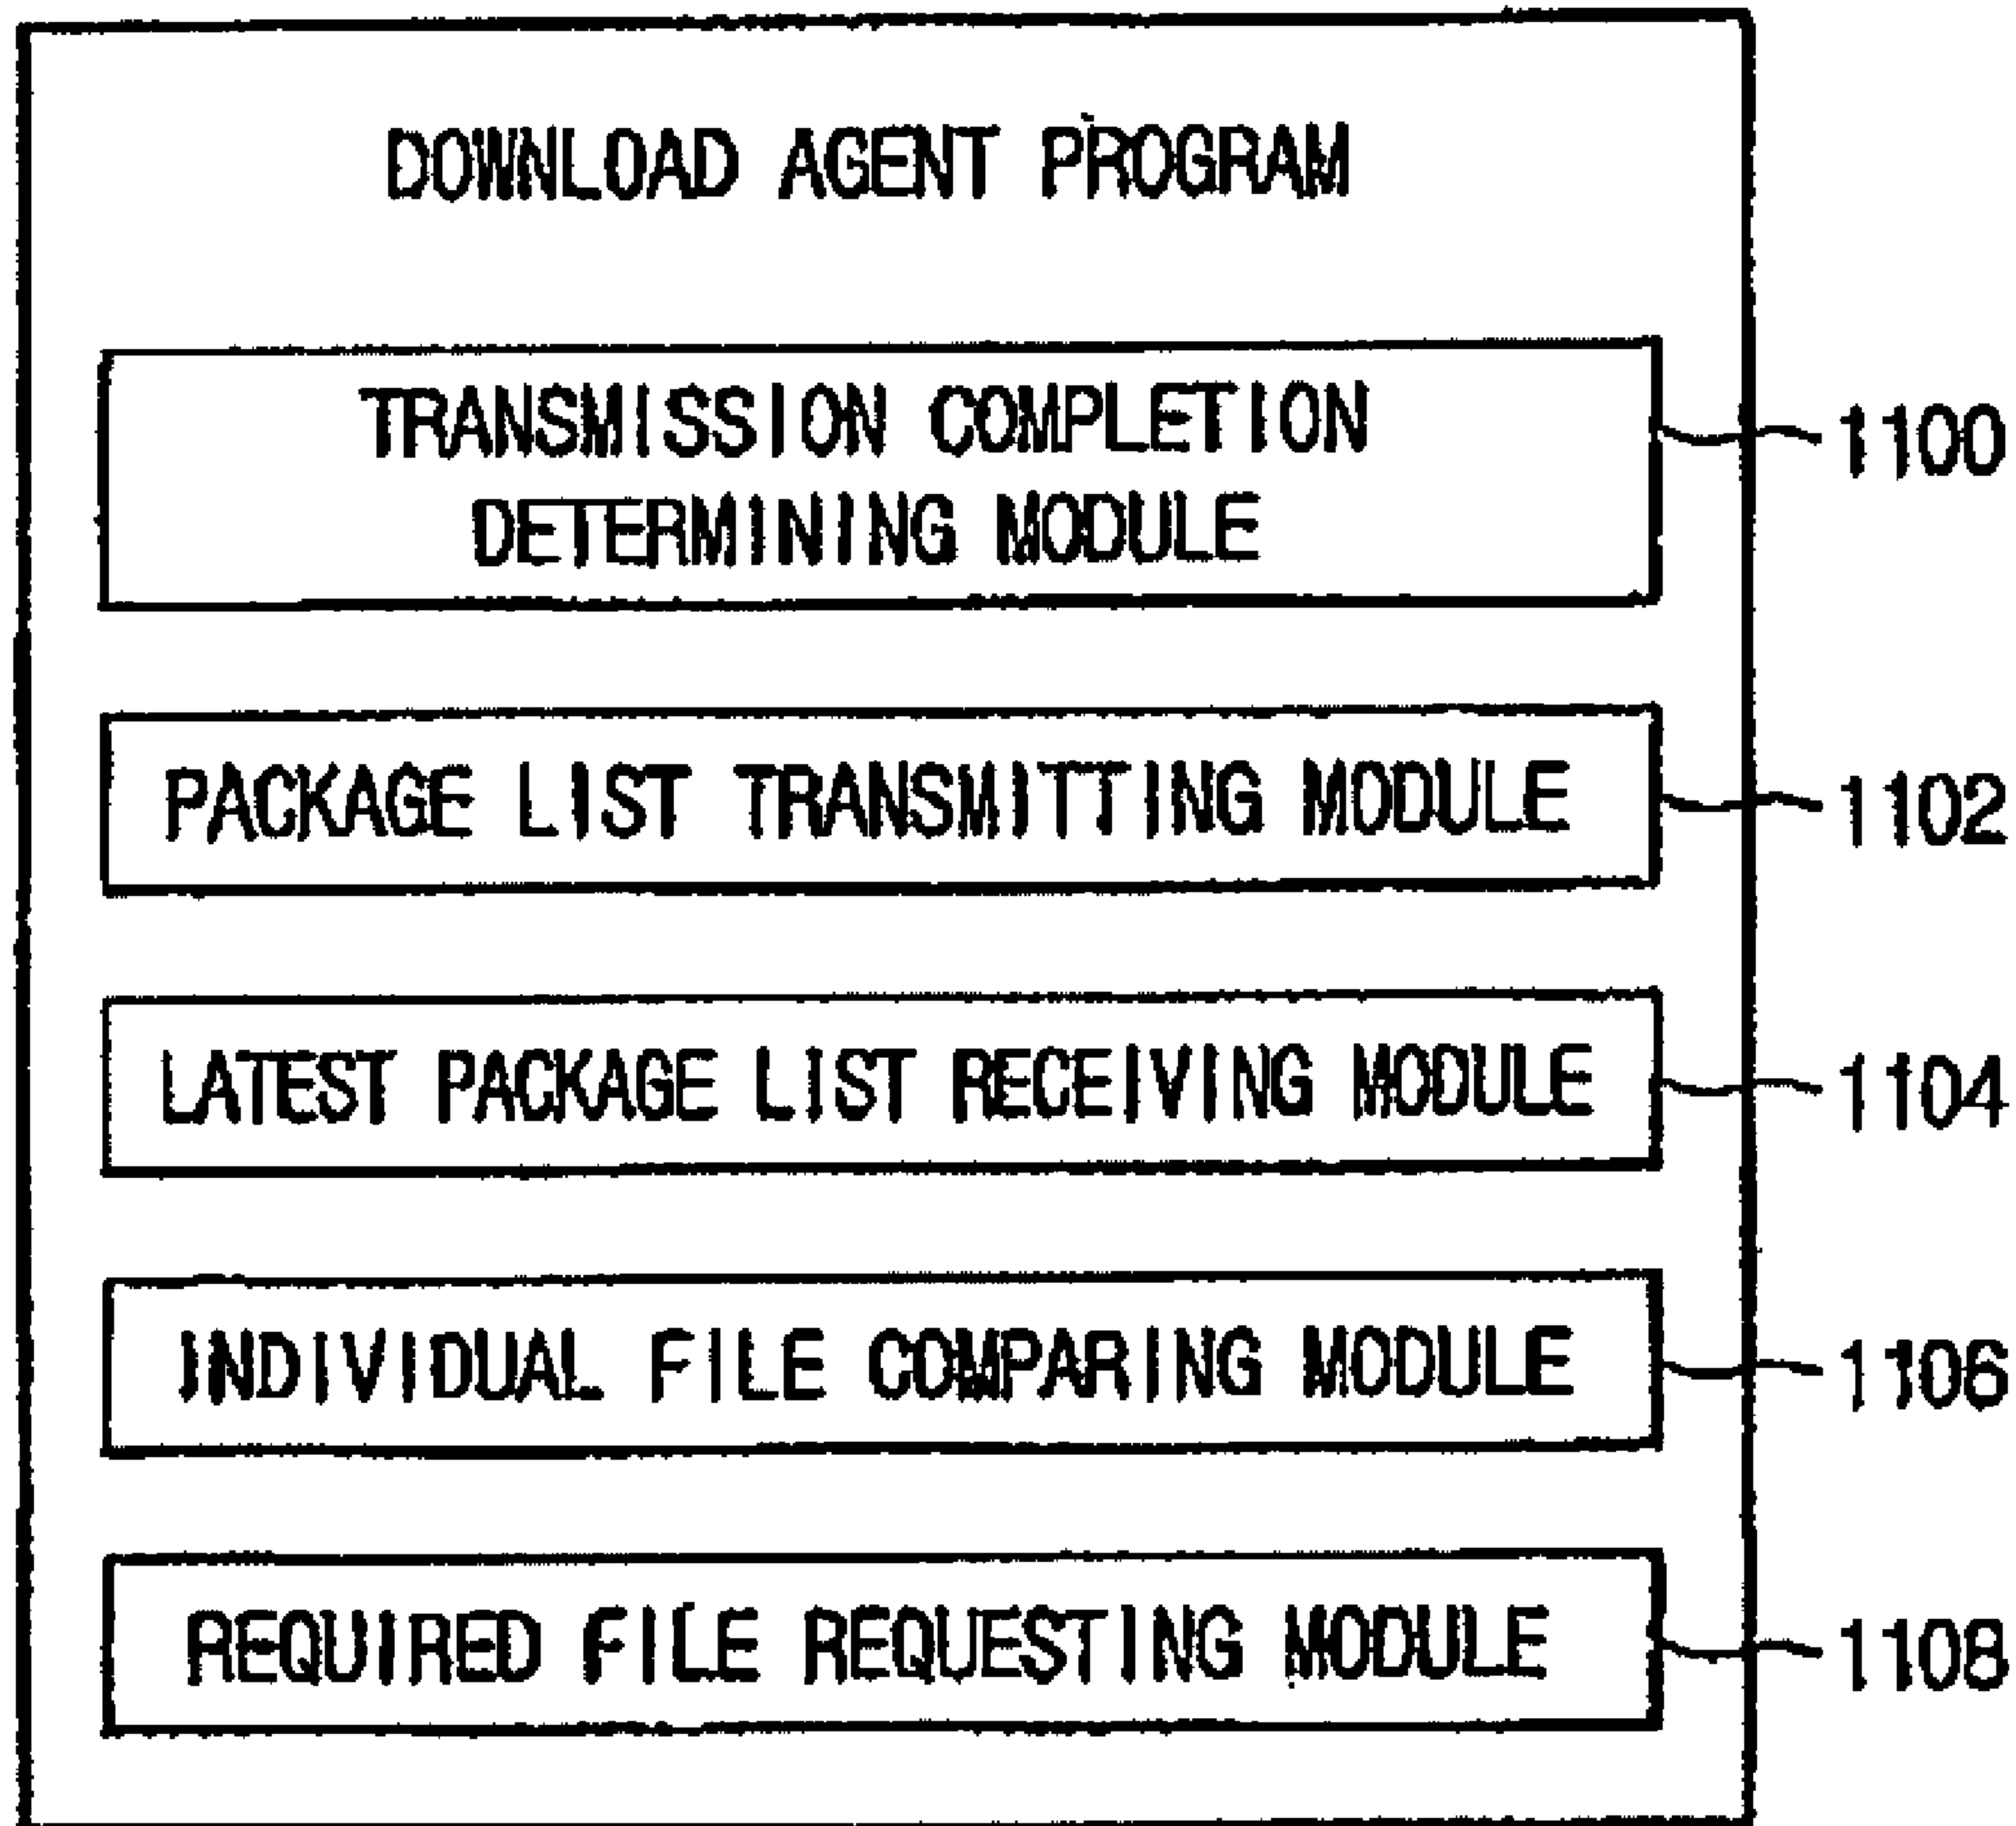 DOWNLOAD AGENT PROGRAM
TRANSMISSION COMPLETION
DETERMINING MODULE
1100
PACKAGE LIST TRANSMITTING MODULE
1102
LATEST PACKAGE LIST RECEIVING MODULE
1104
INDIVIDUAL FILE COMPARING MODULE
1106
REQUIRED FILE REQUESTING MODULE
1108